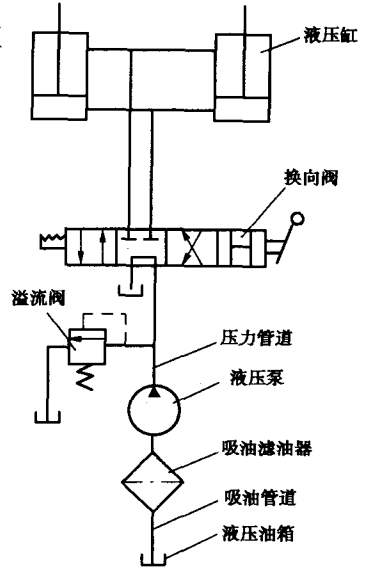 液压缸
换向阀
溢流阀
压力管道
液压泵
吸油滤油器
吸油管道
液压油箱